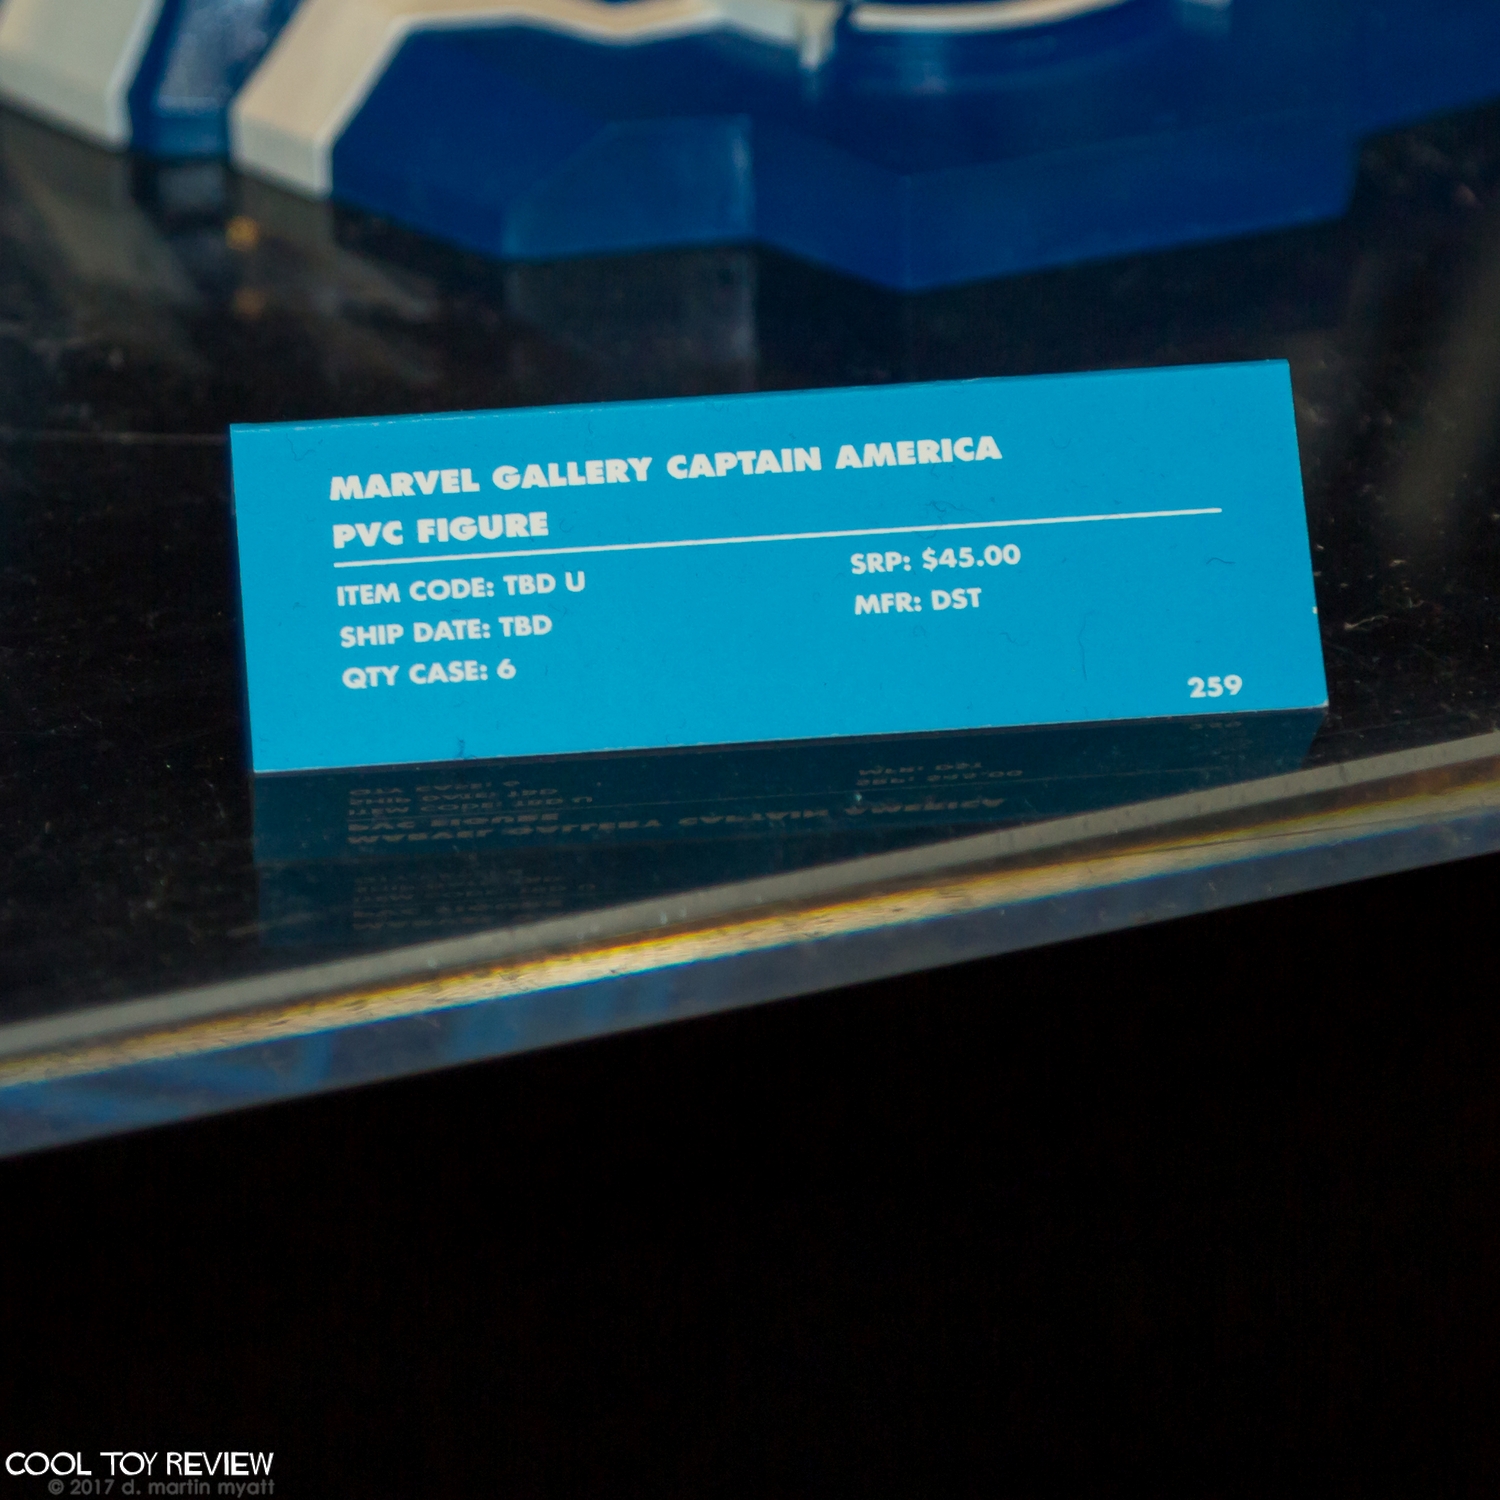 MARVEL GALLERY CAPTAIN AMERICA
PVC FIGURE
ITEM CODE: TBD U
SHIP DATE: TBD
QTY CASE: 6
SRP: $45.00
MFR: DST
259
COOL TOY REVIEW
© 2017 d. martin myatt